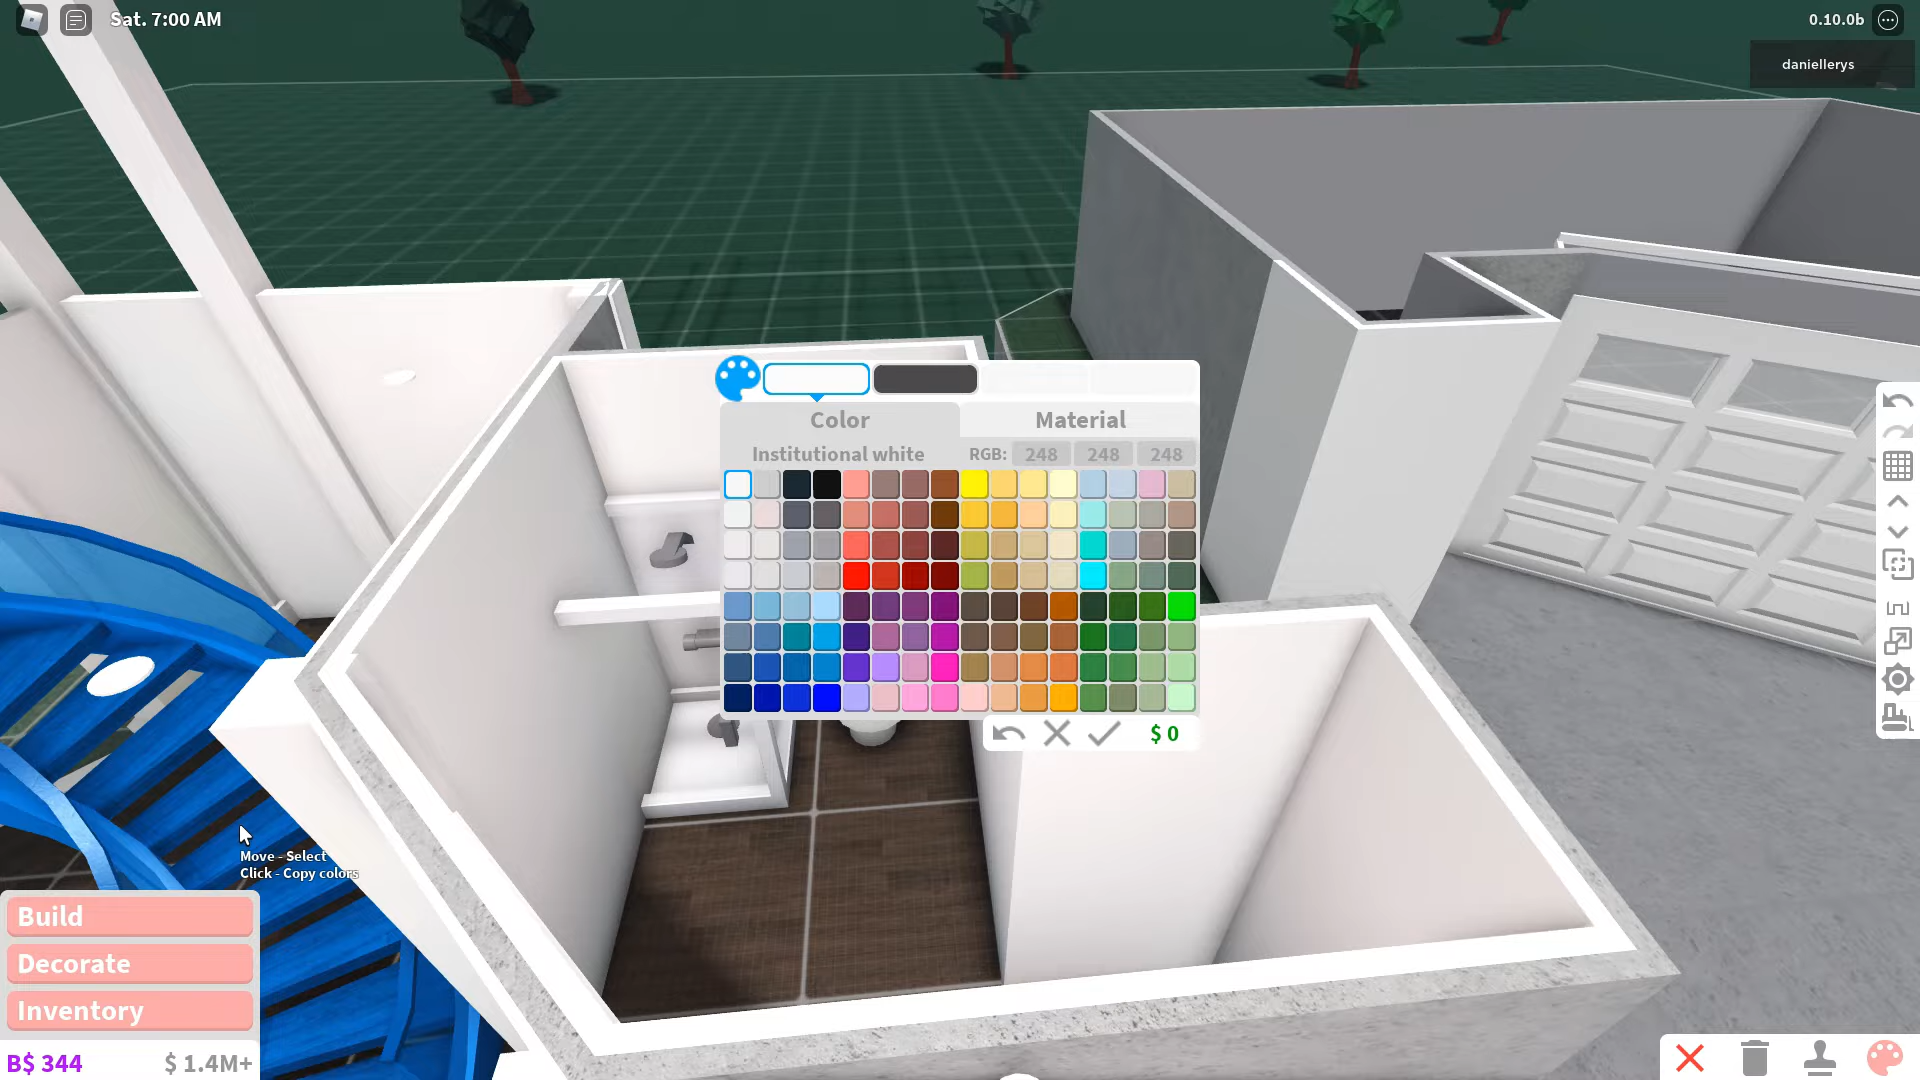 Sat. 7:00 AM
0.10.0b
daniellerys
Color
Material
Institutional white
RGB: 248 248 248
$ 0
Move - Select
Click - Copy colors
Build
Decorate
Inventory
B$ 344
$ 1.4M+